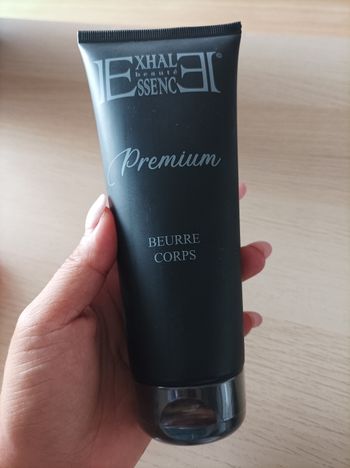 EXHALE
beauté
ESSENCE ©
Premium
BEURRE
CORPS